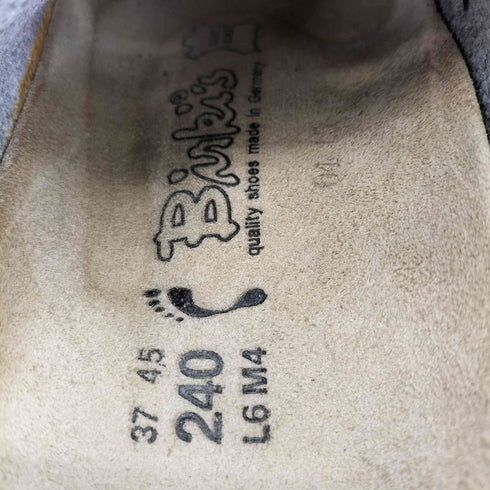 Birki's
quality shoes made in Germany
37 4,5
240
L6 M4